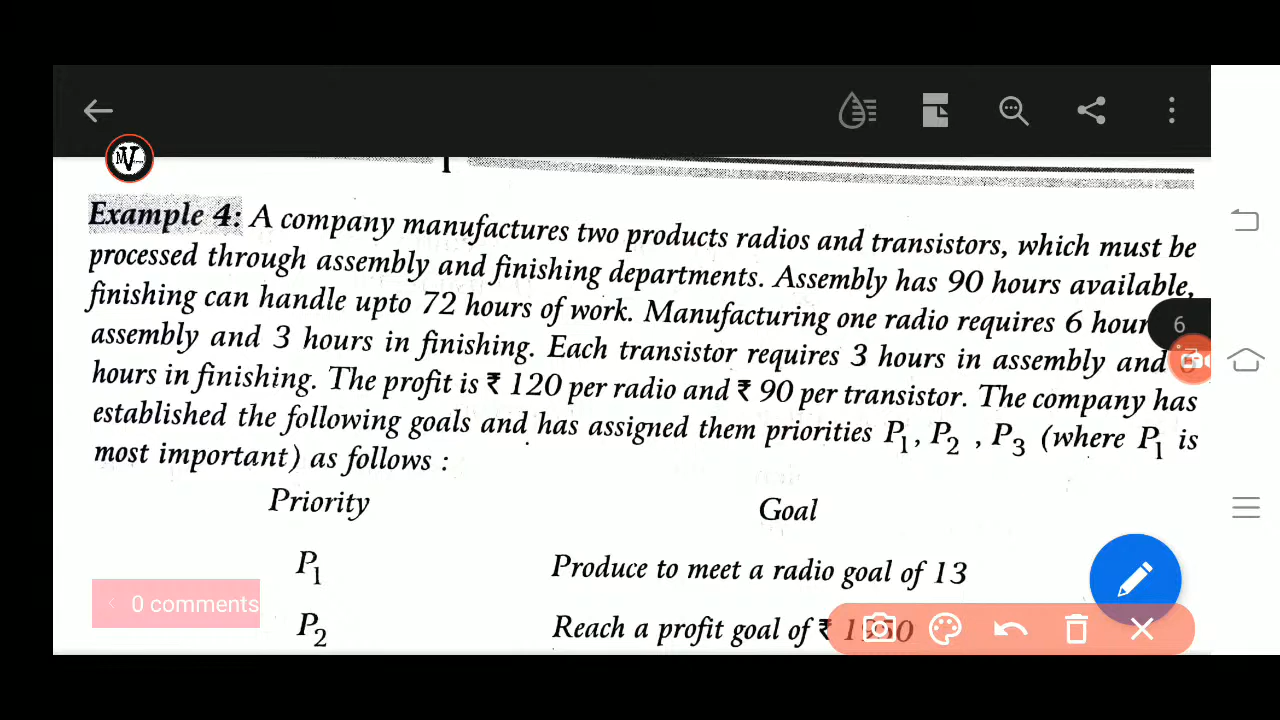 Example 4: A company manufactures two products radios and transistors, which must be
processed through assembly and finishing departments. Assembly has 90 hours available,
finishing can handle upto 72 hours of work. Manufacturing one radio requires 6
6
assembly and 3 hours in finishing. Each transistor requires 3 hours in assembly and
hours in finishing. The profit is ₹ 120 per radio and ₹ 90 per transistor. The company has
established the following goals and has assigned them priorities P₁, P₂ , P₃ (where P₁ is
most important) as follows :
Priority Goal
P₁ Produce to meet a radio goal of 13
0 comments
P₂ Reach a profit goal of ₹